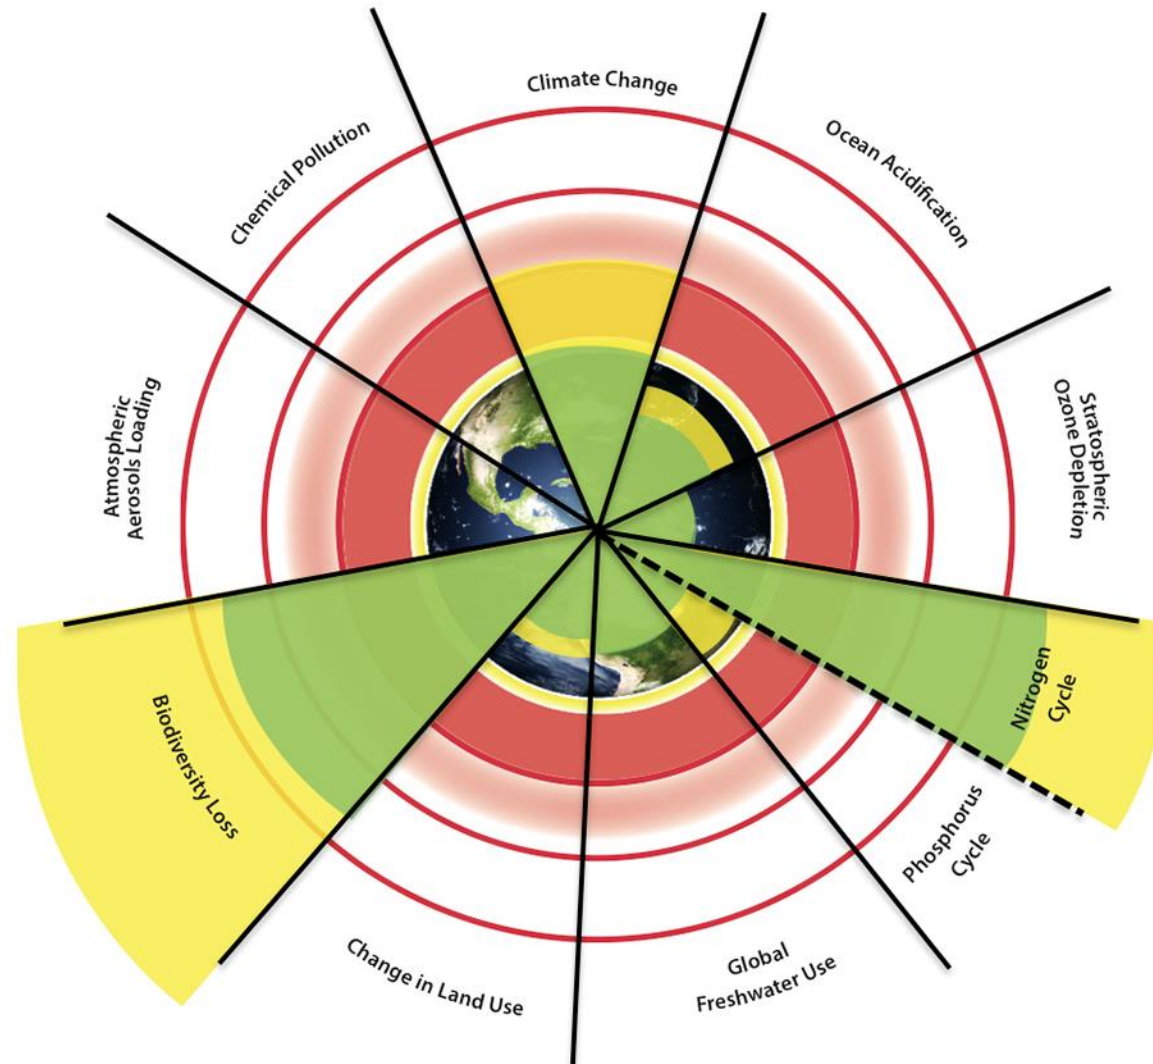 Climate Change
Ocean Acidification
Stratospheric
Ozone Depletion
Nitrogen
Cycle
Phosphorus
Cycle
Global
Freshwater Use
Change in Land Use
Biodiversity Loss
Atmospheric
Aerosols Loading
Chemical Pollution